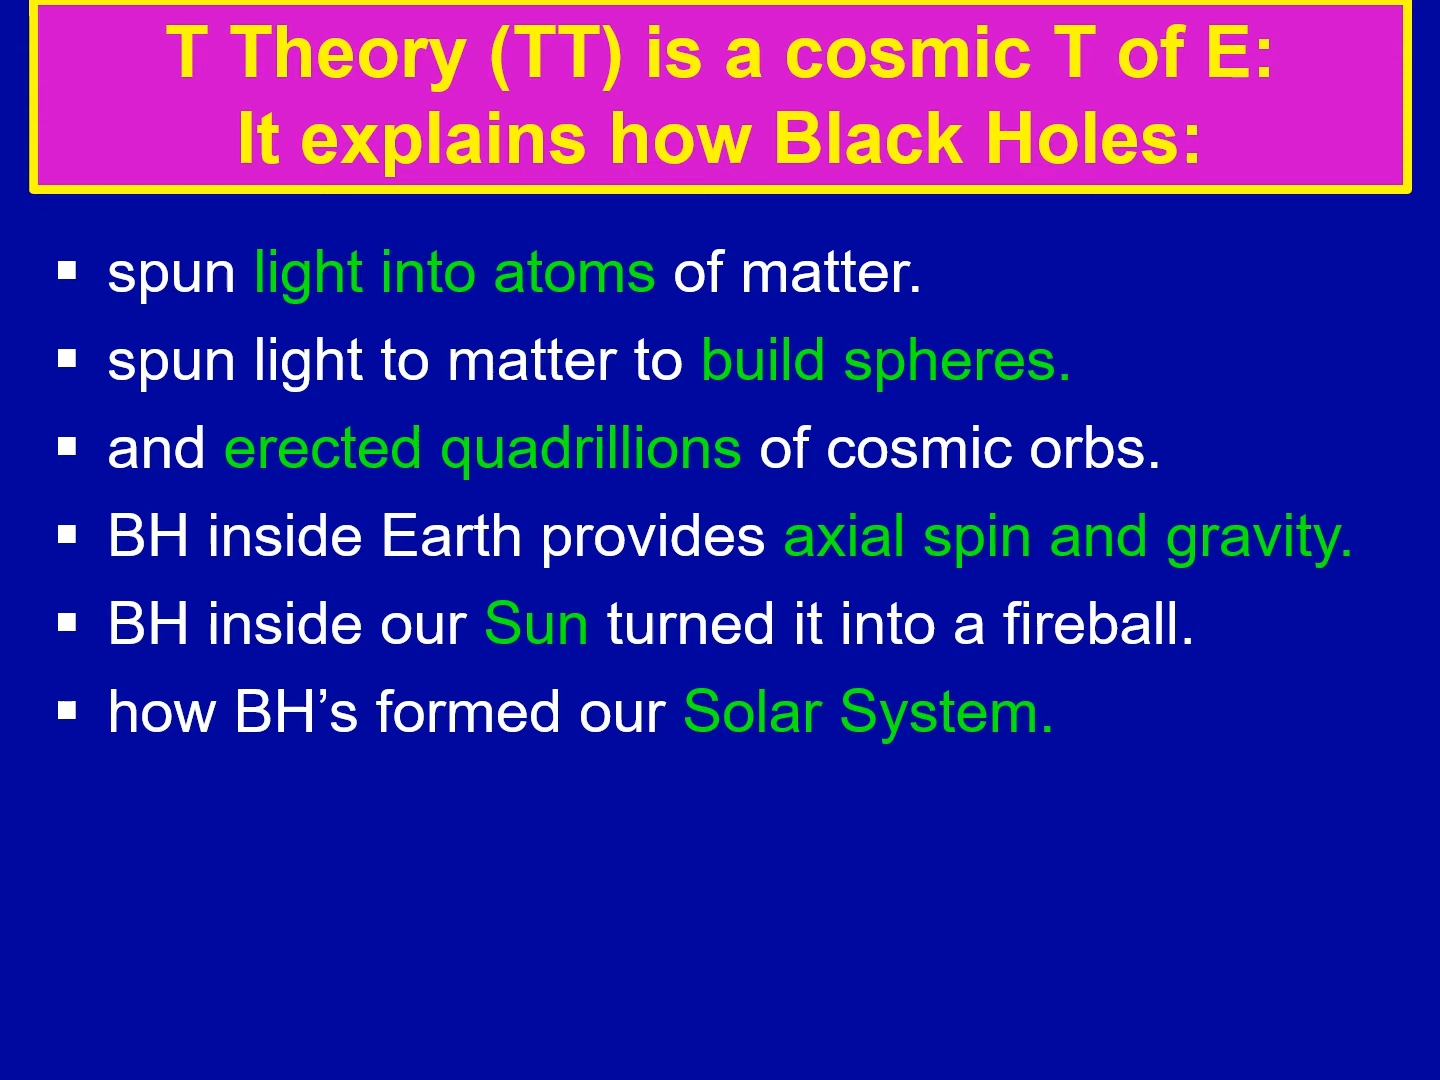 T Theory (TT) is a cosmic T of E:
It explains how Black Holes:
▪ spun light into atoms of matter.
▪ spun light to matter to build spheres.
▪ and erected quadrillions of cosmic orbs.
▪ BH inside Earth provides axial spin and gravity.
▪ BH inside our Sun turned it into a fireball.
▪ how BH’s formed our Solar System.